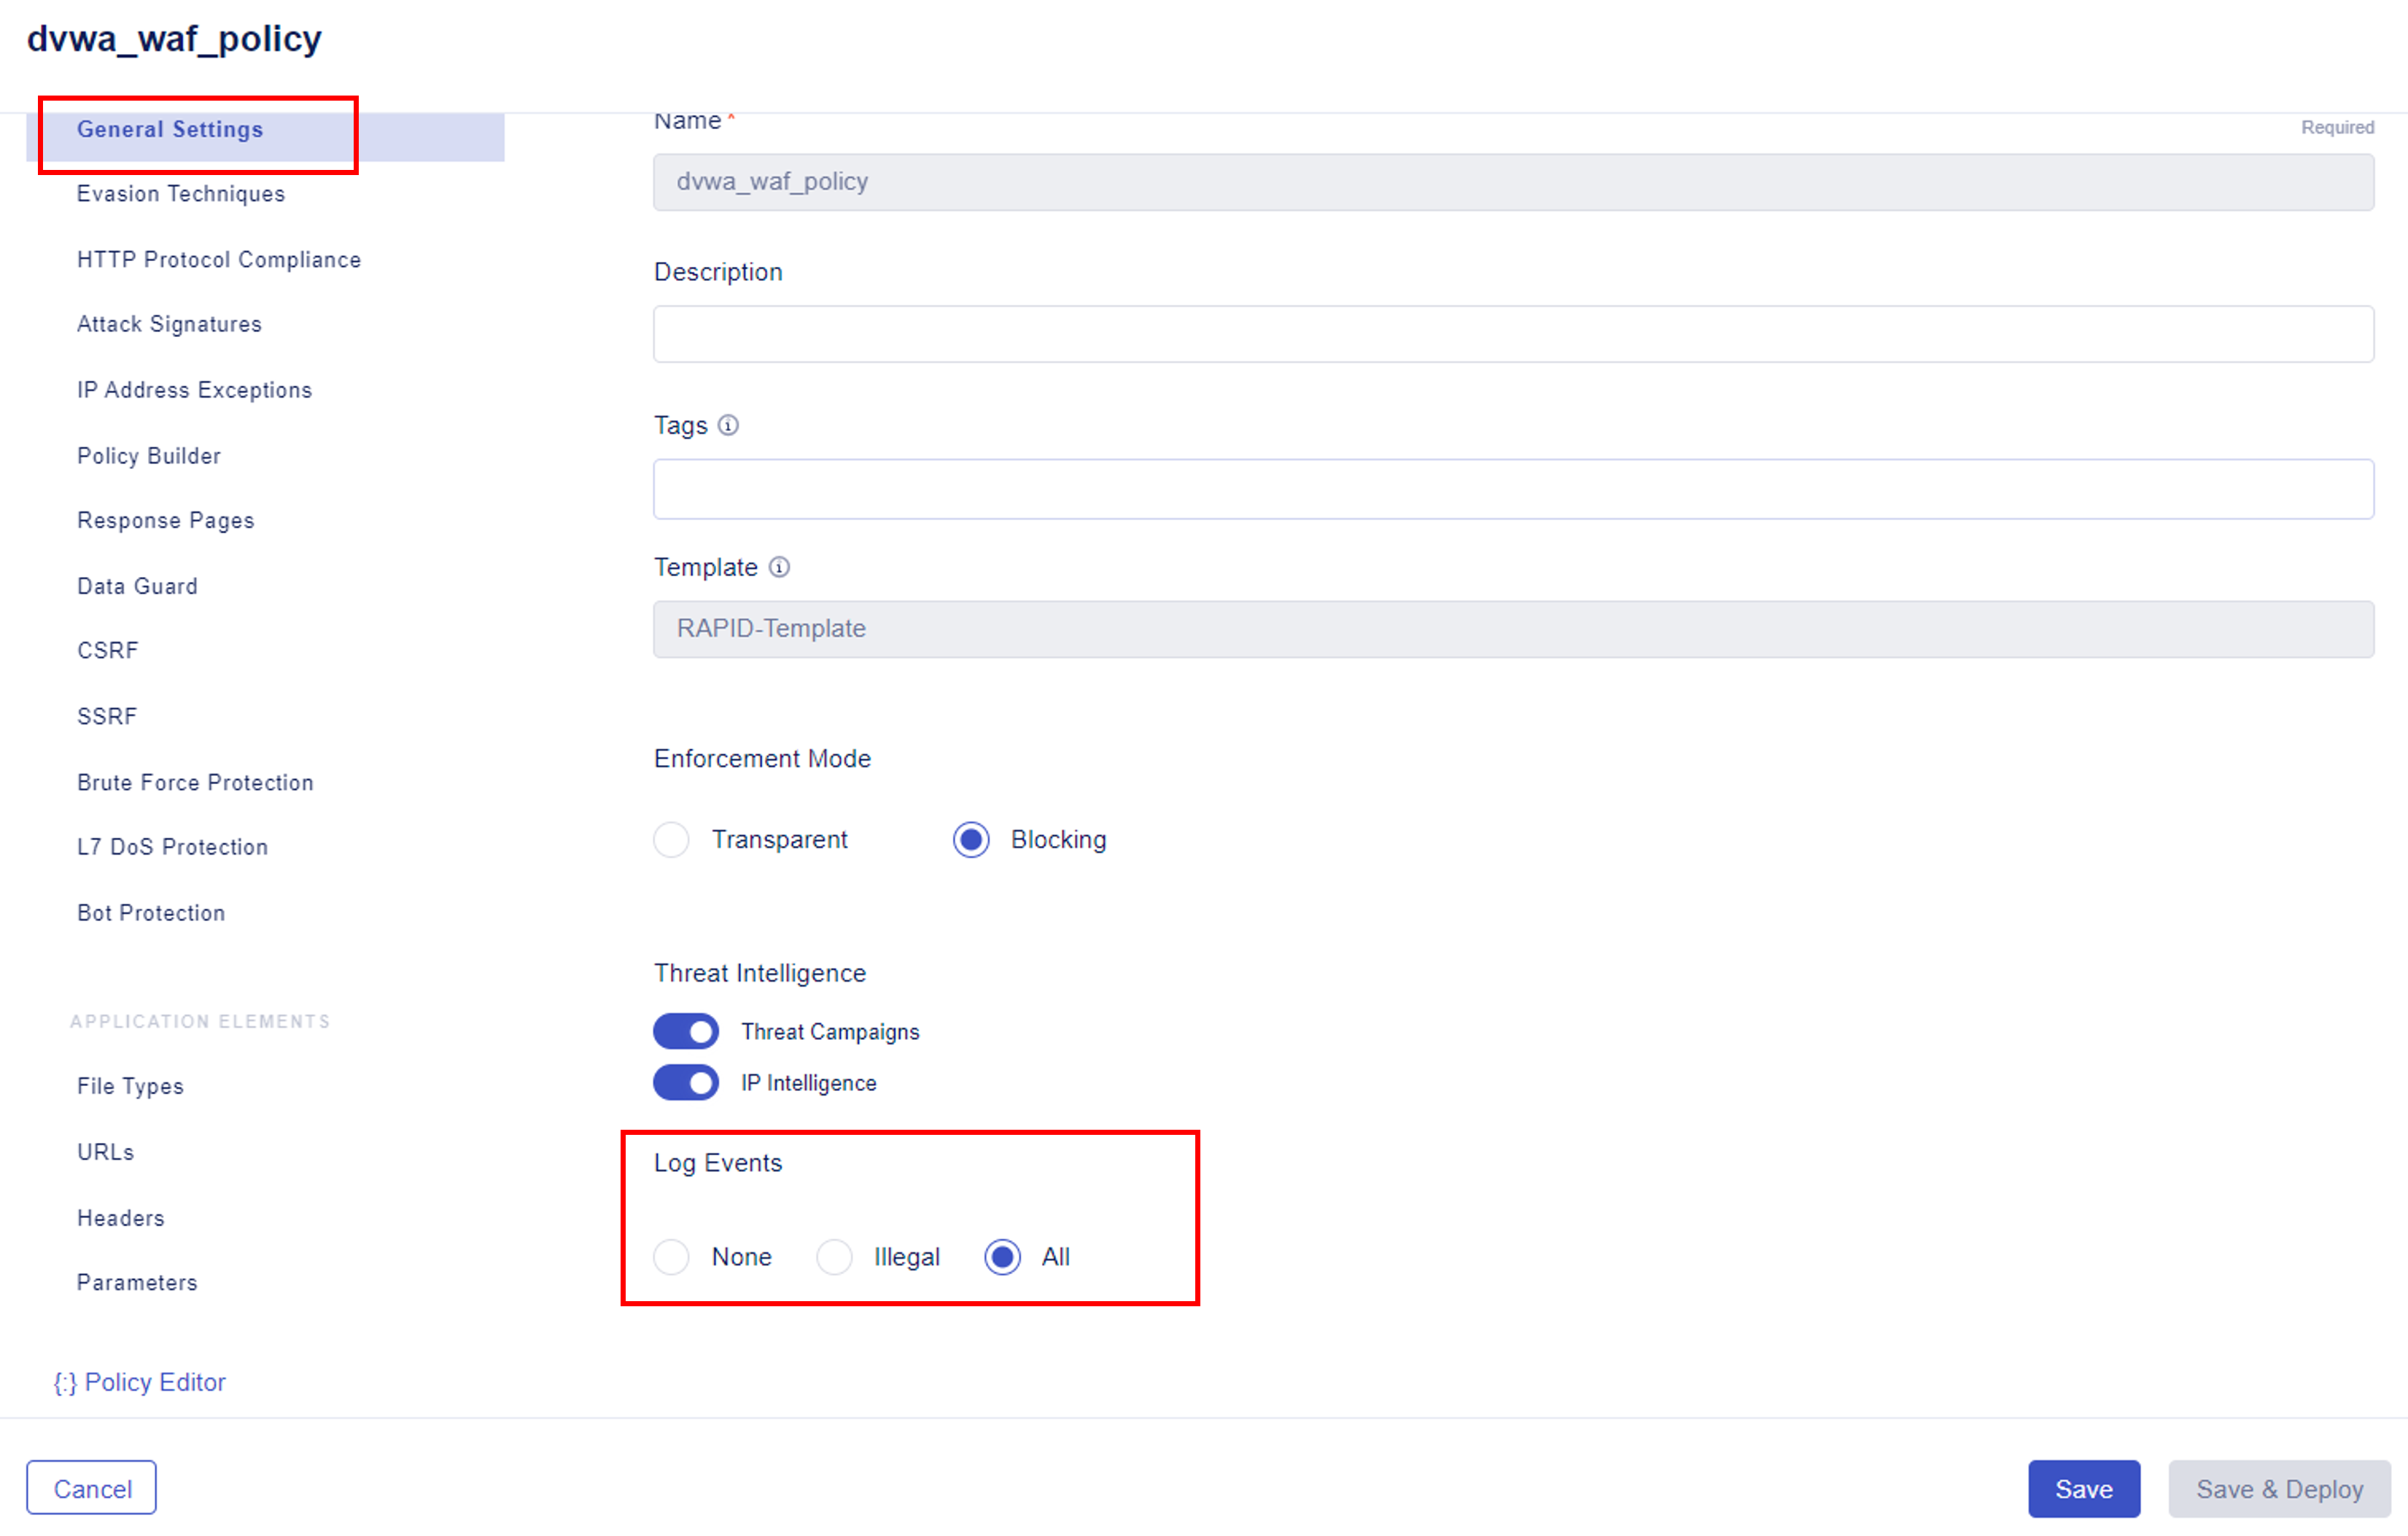 dvwa_waf_policy
General Settings
Evasion Techniques
HTTP Protocol Compliance
Attack Signatures
IP Address Exceptions
Policy Builder
Response Pages
Data Guard
CSRF
SSRF
Brute Force Protection
L7 DoS Protection
Bot Protection
APPLICATION ELEMENTS
File Types
URLs
Headers
Parameters
{:} Policy Editor
Name *
Required
dvwa_waf_policy
Description
Tags
Template
RAPID-Template
Enforcement Mode
Transparent Blocking
Threat Intelligence
Threat Campaigns
IP Intelligence
Log Events
None Illegal All
Cancel
Save
Save & Deploy